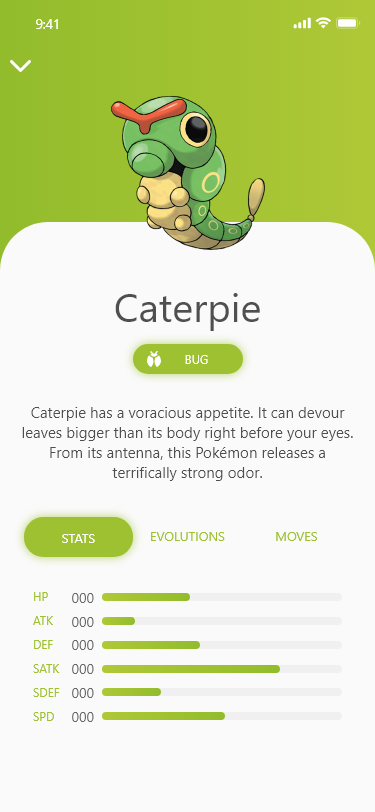 9:41
Caterpie
BUG
Caterpie has a voracious appetite. It can devour
leaves bigger than its body right before your eyes.
From its antenna, this Pokémon releases a
terrifically strong odor.
STATS EVOLUTIONS MOVES
HP 000
ATK 000
DEF 000
SATK 000
SDEF 000
SPD 000